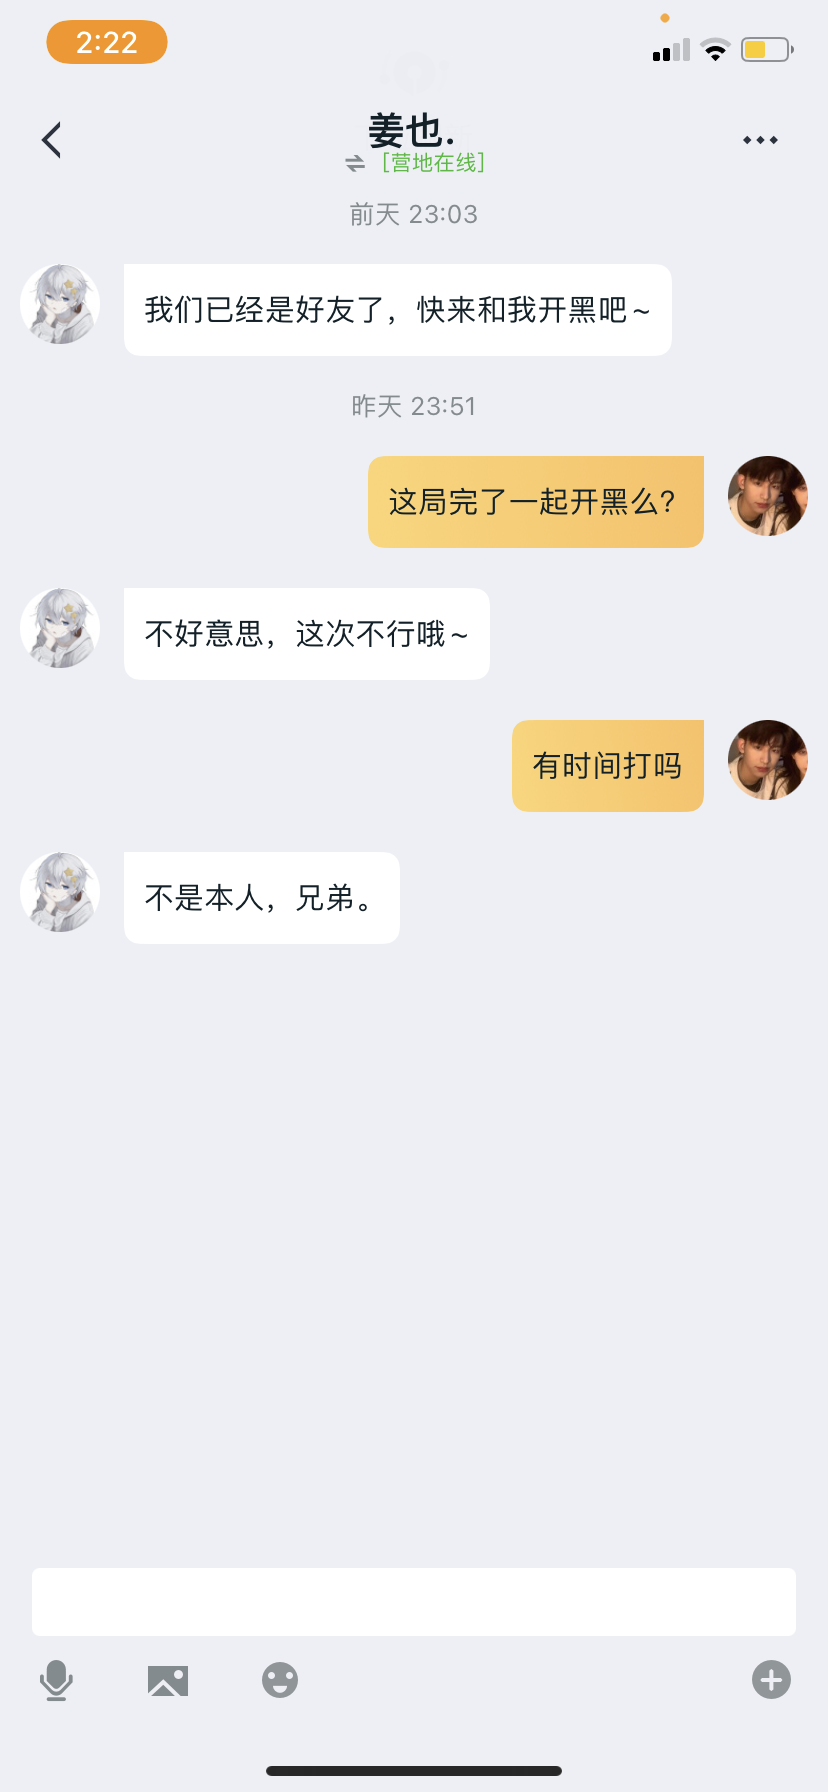 2:22
姜也.
[营地在线]
前天 23:03
我们已经是好友了，快来和我开黑吧~
昨天 23:51
这局完了一起开黑么?
不好意思，这次不行哦~
有时间打吗
不是本人，兄弟。